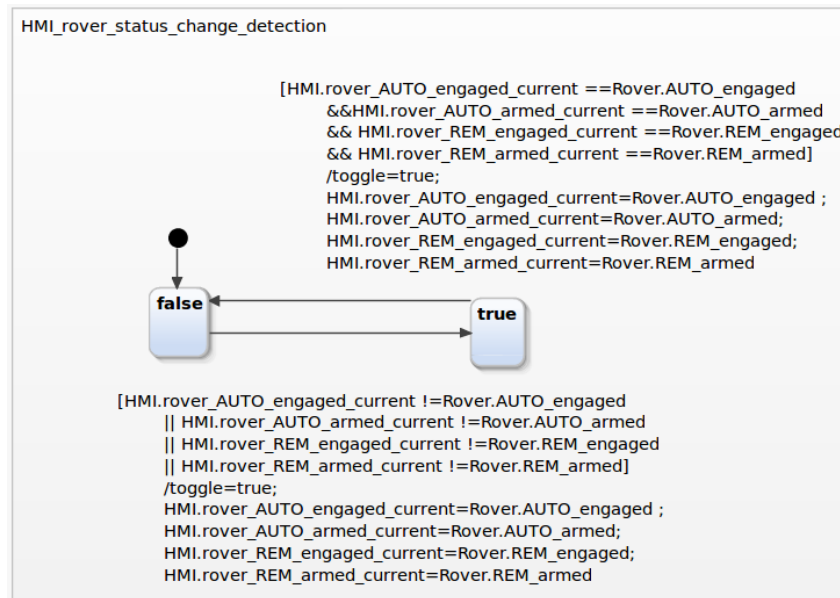 HMI_rover_status_change_detection
[HMI.rover_AUTO_engaged_current ==Rover.AUTO_engaged
&&HMI.rover_AUTO_armed_current ==Rover.AUTO_armed
&& HMI.rover_REM_engaged_current ==Rover.REM_engaged
&& HMI.rover_REM_armed_current ==Rover.REM_armed]
/toggle=true;
HMI.rover_AUTO_engaged_current=Rover.AUTO_engaged ;
HMI.rover_AUTO_armed_current=Rover.AUTO_armed;
HMI.rover_REM_engaged_current=Rover.REM_engaged;
HMI.rover_REM_armed_current=Rover.REM_armed
false
true
[HMI.rover_AUTO_engaged_current !=Rover.AUTO_engaged
|| HMI.rover_AUTO_armed_current !=Rover.AUTO_armed
|| HMI.rover_REM_engaged_current !=Rover.REM_engaged
|| HMI.rover_REM_armed_current !=Rover.REM_armed]
/toggle=true;
HMI.rover_AUTO_engaged_current=Rover.AUTO_engaged ;
HMI.rover_AUTO_armed_current=Rover.AUTO_armed;
HMI.rover_REM_engaged_current=Rover.REM_engaged;
HMI.rover_REM_armed_current=Rover.REM_armed